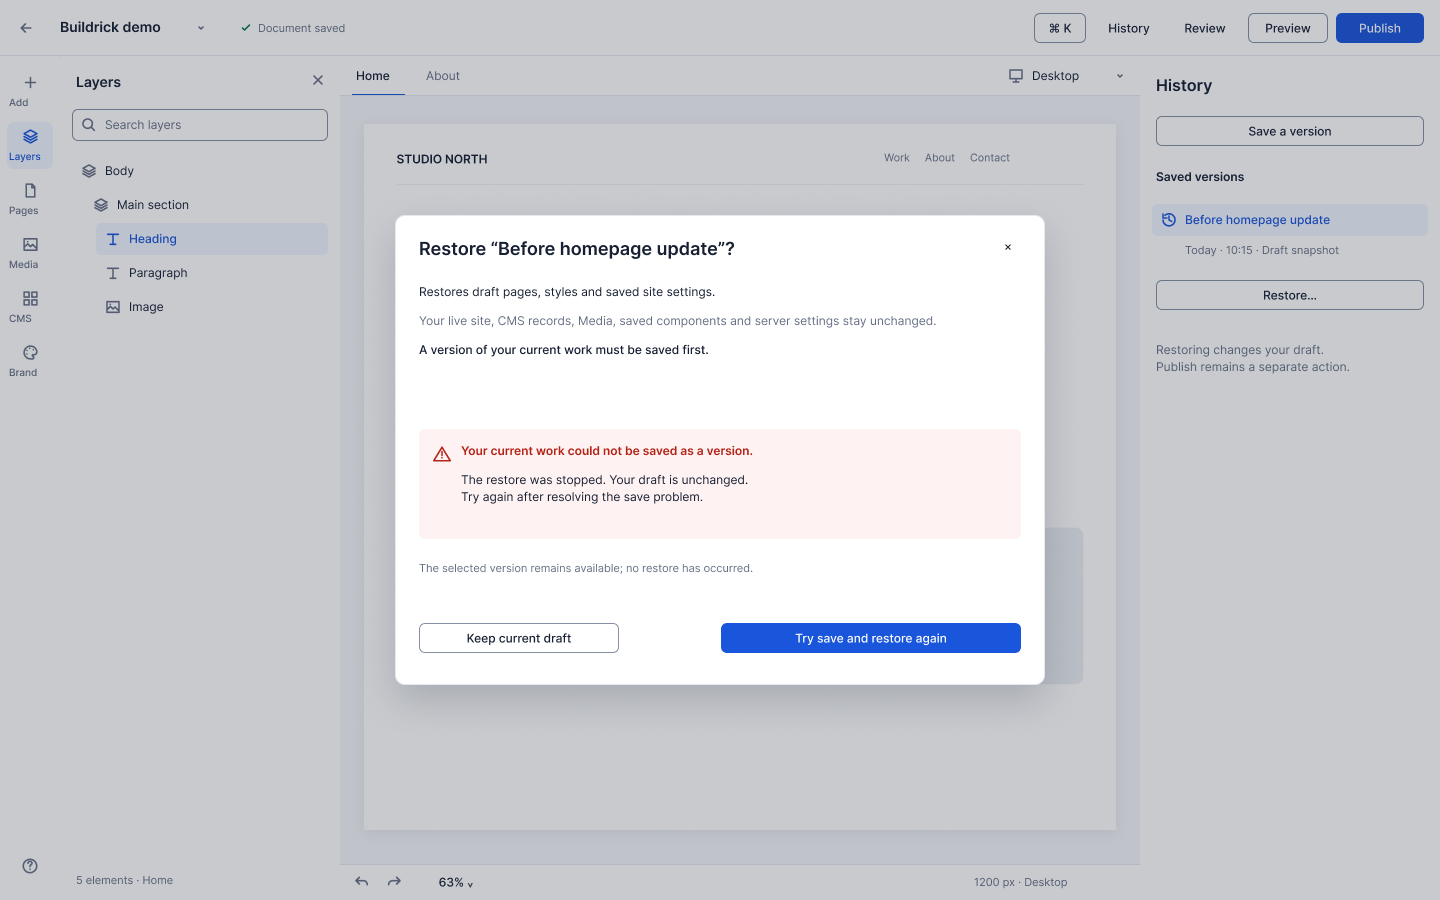 Buildrick demo
Document saved
⌘ K
History
Review
Preview
Publish
Add
Layers
Pages
Media
CMS
Brand
Layers
Search layers
Body
Main section
Heading
Paragraph
Image
5 elements · Home
Home
About
Desktop
STUDIO NORTH
Work
About
Contact
Restore “Before homepage update”?
×
Restores draft pages, styles and saved site settings.
Your live site, CMS records, Media, saved components and server settings stay unchanged.
A version of your current work must be saved first.
Your current work could not be saved as a version.
The restore was stopped. Your draft is unchanged.
Try again after resolving the save problem.
The selected version remains available; no restore has occurred.
Keep current draft
Try save and restore again
63%
1200 px · Desktop
History
Save a version
Saved versions
Before homepage update
Today · 10:15 · Draft snapshot
Restore...
Restoring changes your draft.
Publish remains a separate action.